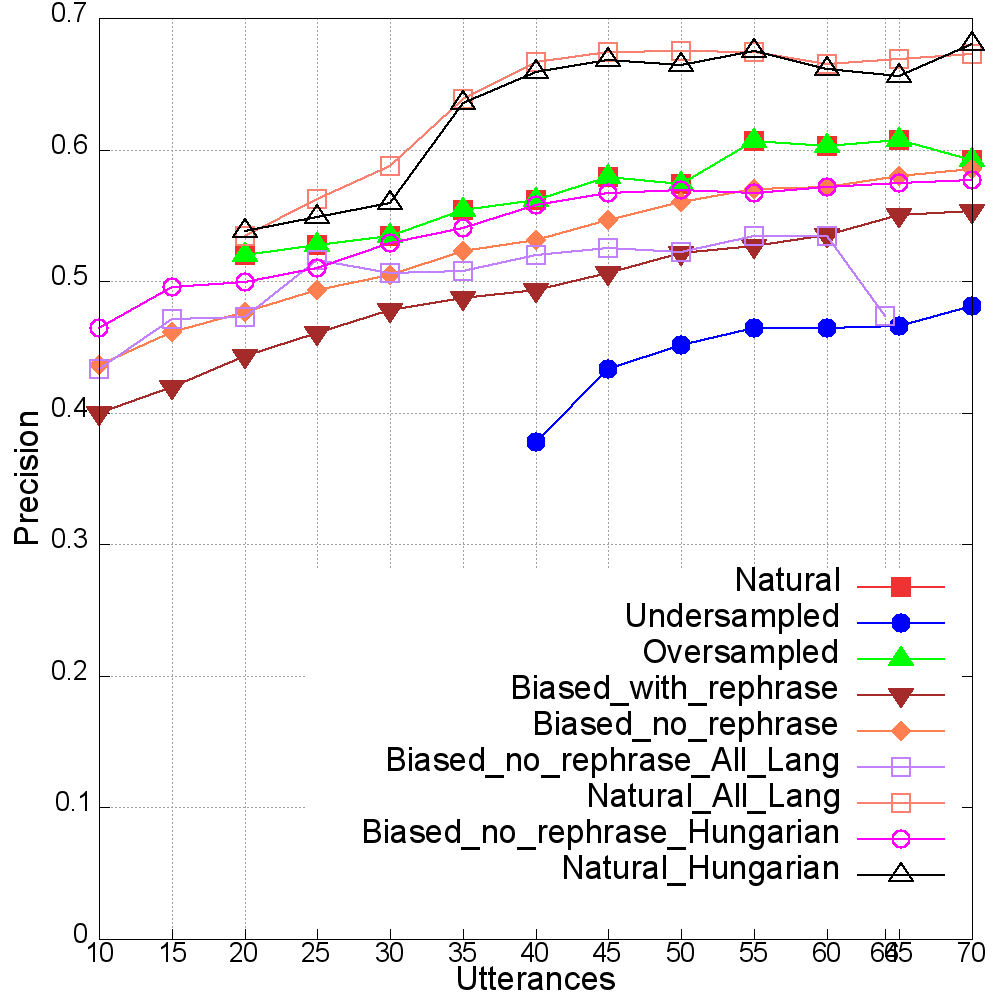 0.7
0.6
0.5
0.4
0.3
0.2
0.1
0
Precision
Natural
Undersampled
Oversampled
Biased_with_rephrase
Biased_no_rephrase
Biased_no_rephrase_All_Lang
Natural_All_Lang
Biased_no_rephrase_Hungarian
Natural_Hungarian
10 15 20 25 30 35 40 45 50 55 60 64 65 70
Utterances